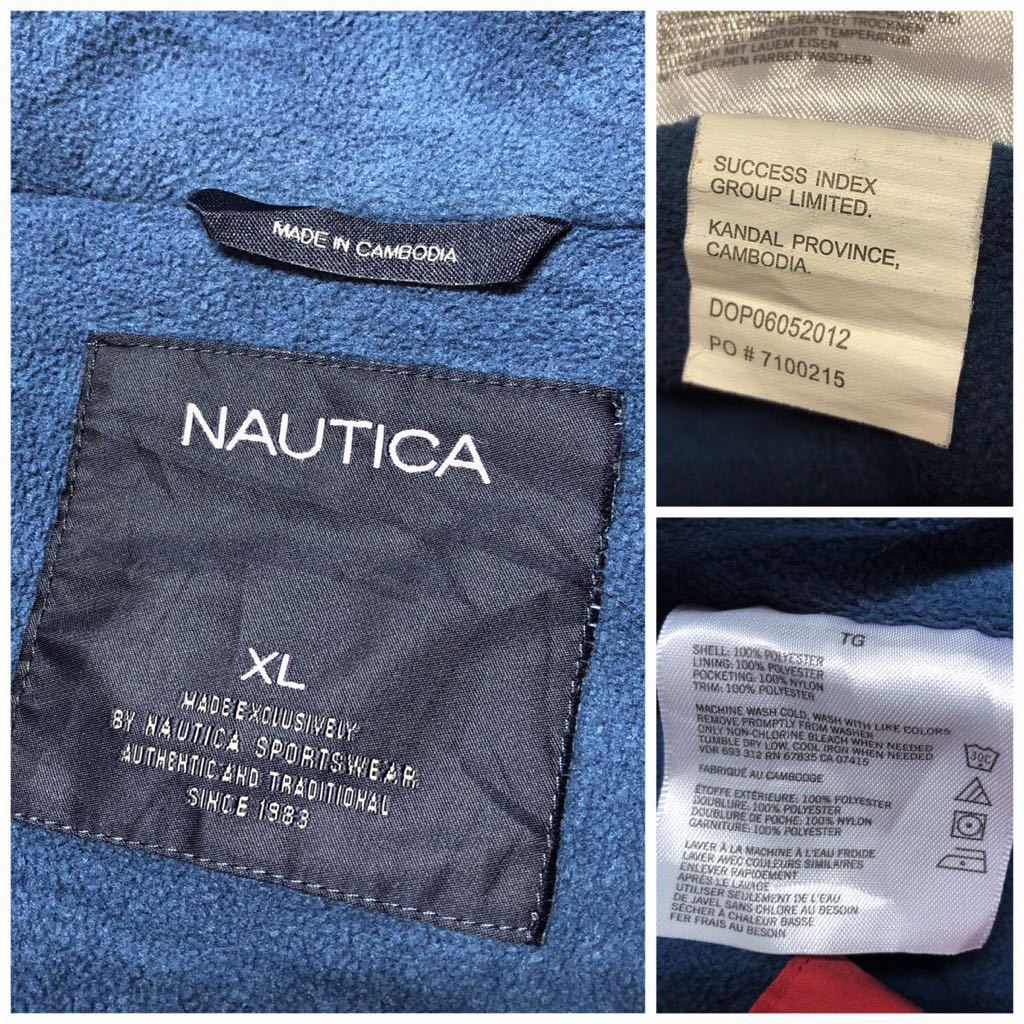 MADE IN CAMBODIA
NAUTICA
XL
MADE EXCLUSIVELY
BY NAUTICA SPORTSWEAR
AUTHENTIC AND TRADITIONAL
SINCE 1983
ERLAUBT TROCKEN
BEI NIEDRIGER TEMPERATUR
BUEGELN MIT LAUEM EISEN
GLEICHEN FARBEN WASCHEN
SUCCESS INDEX
GROUP LIMITED.
KANDAL PROVINCE,
CAMBODIA.
DOP06052012
PO # 7100215
TG
SHELL: 100% POLYESTER
LINING: 100% POLYESTER
POCKETING: 100% NYLON
TRIM: 100% POLYESTER
MACHINE WASH COLD, WASH WITH LIKE COLORS
REMOVE PROMPTLY FROM WASHER
ONLY NON-CHLORINE BLEACH WHEN NEEDED
TUMBLE DRY LOW, COOL IRON WHEN NEEDED
VDR 693 312 RN 67835 CA 07415
30C
FABRIQUÉ AU CAMBODGE
ÉTOFFE EXTÉRIEURE: 100% POLYESTER
DOUBLURE: 100% POLYESTER
DOUBLURE DE POCHE: 100% NYLON
GARNITURE: 100% POLYESTER
LAVER À LA MACHINE À L'EAU FROIDE
LAVER AVEC COULEURS SIMILAIRES
ENLEVER RAPIDEMENT
APRÈS LE LAVAGE
UTILISER SEULEMENT DE L'EAU
DE JAVEL SANS CHLORE AU BESOIN
SÉCHER À CHALEUR BASSE
FER FRAIS AU BESOIN